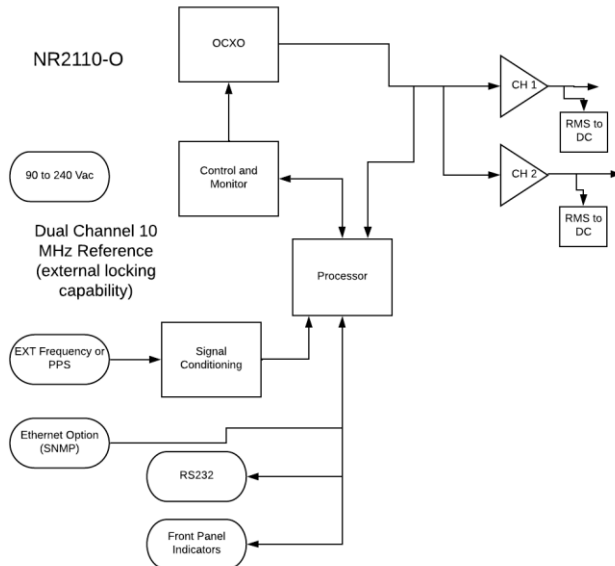 NR2110-O
OCXO
CH 1
RMS to
DC
90 to 240 Vac
Control and
Monitor
CH 2
RMS to
DC
Dual Channel 10
MHz Reference
(external locking
capability)
Processor
EXT Frequency or
PPS
Signal
Conditioning
Ethernet Option
(SNMP)
RS232
Front Panel
Indicators